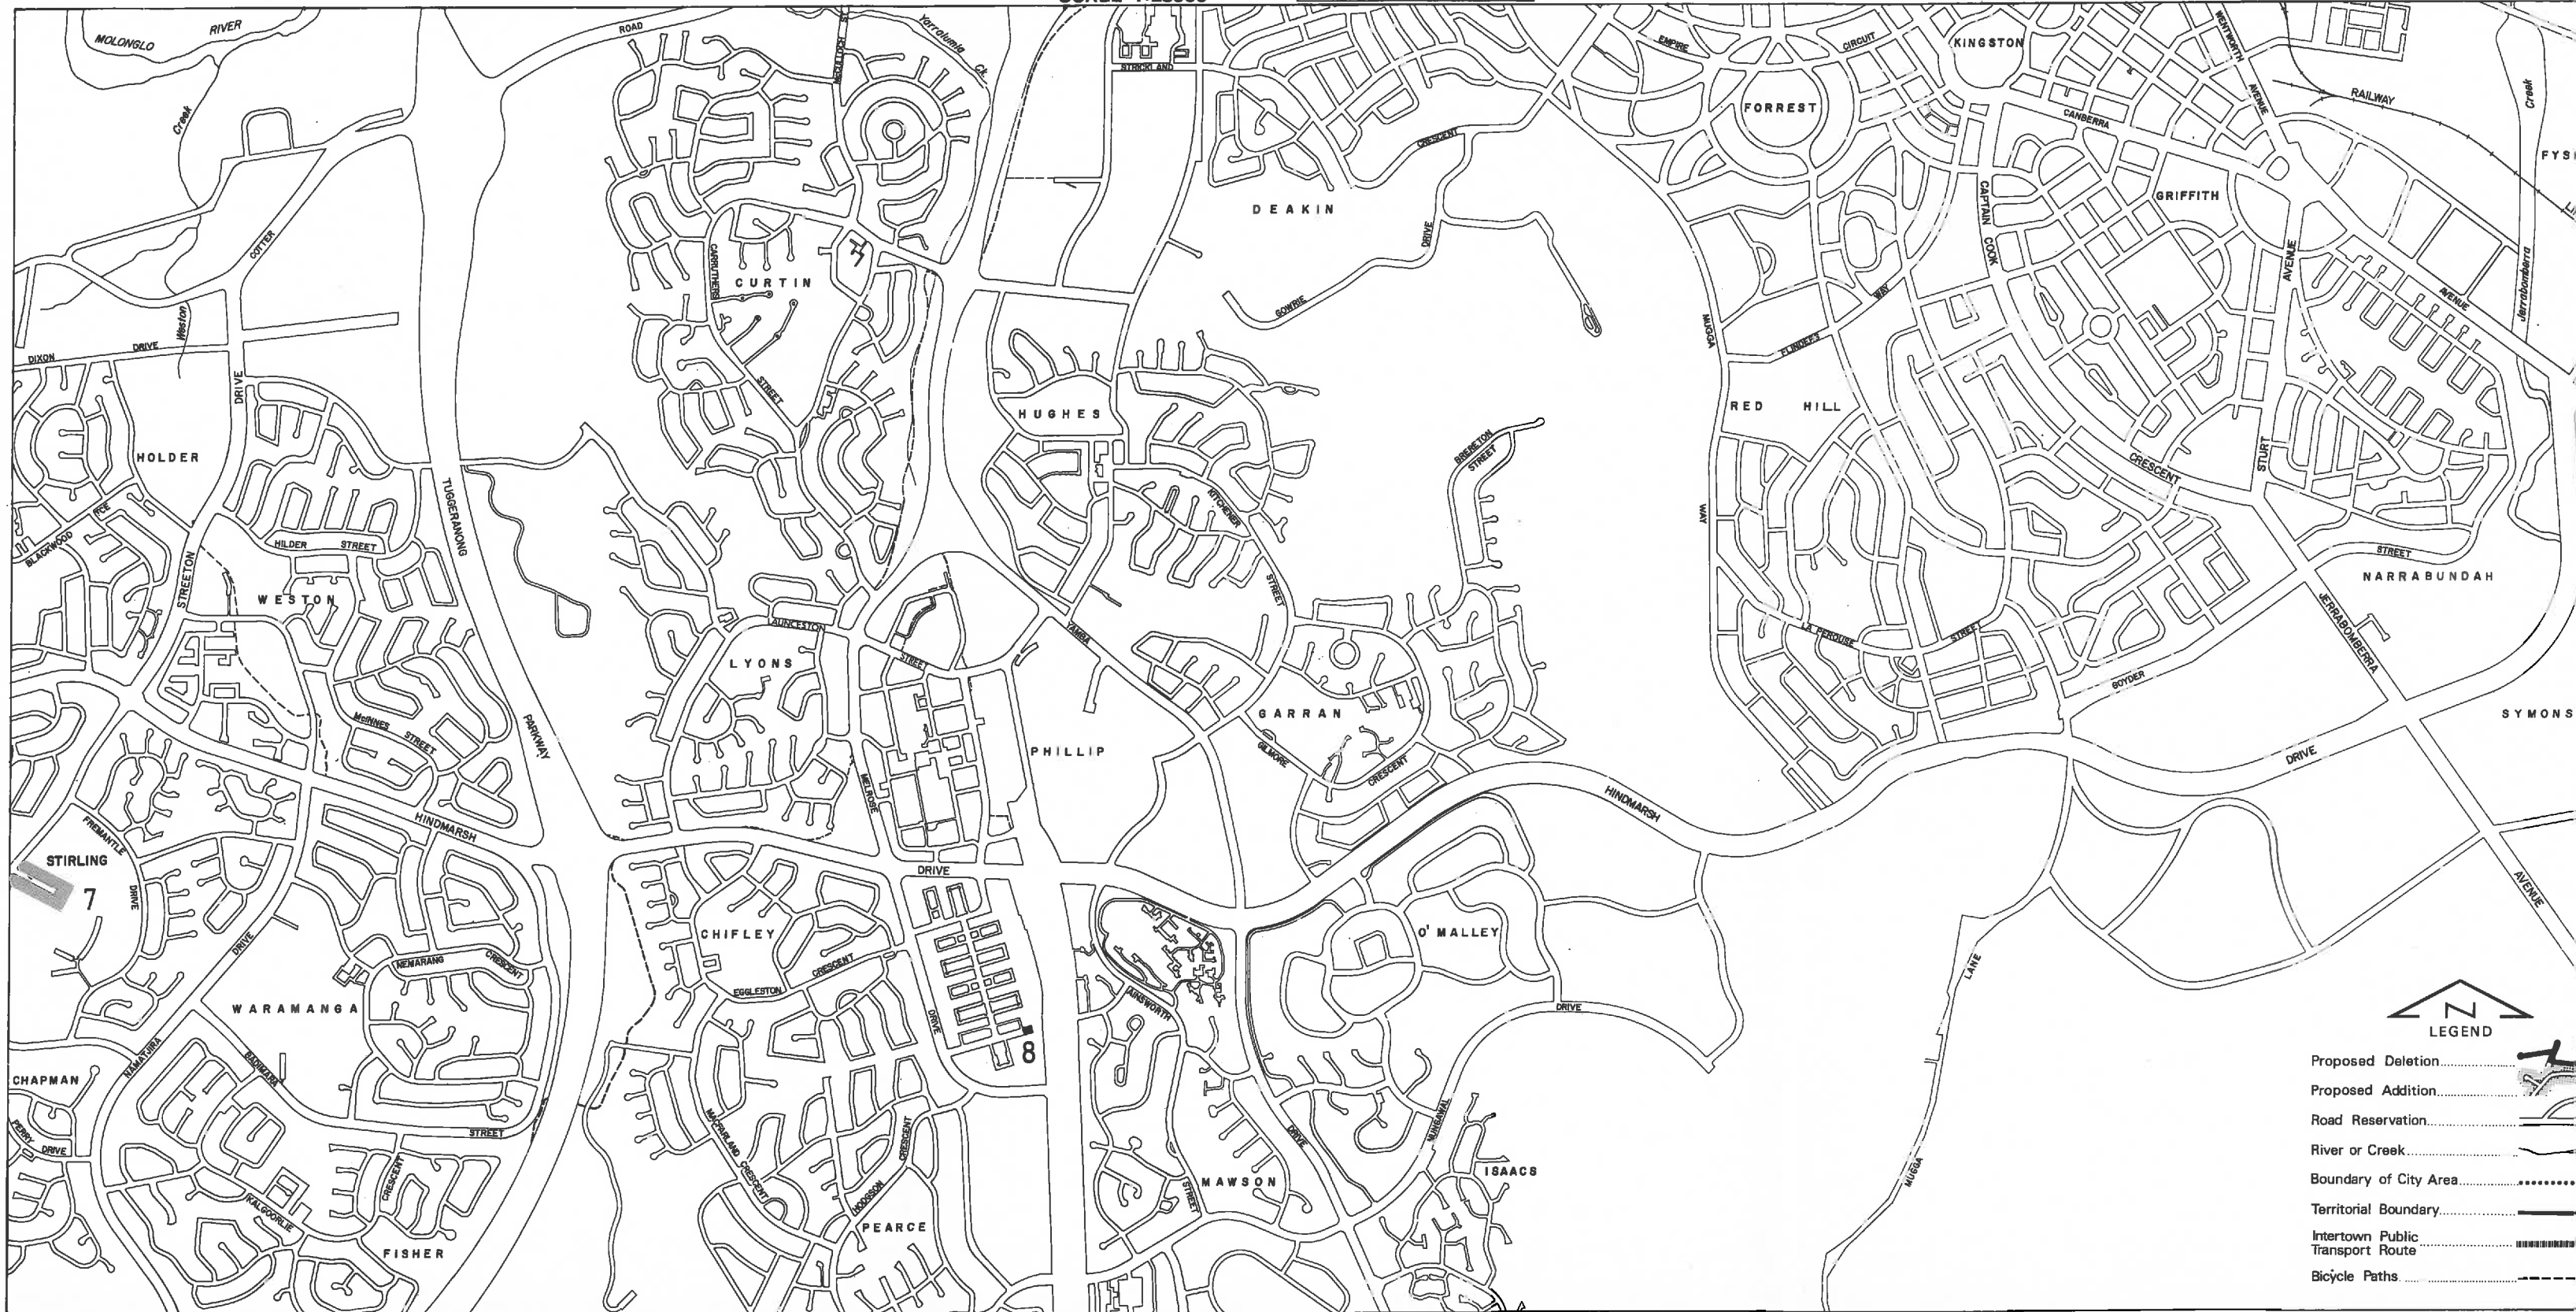 MOLONGLO
RIVER
ROAD
McCULLOCH
Yarralumla
Ck.
STRICKLAND
EMPIRE
CIRCUIT
KINGSTON
WENTWORTH
AVENUE
RAILWAY
Creek
Creek
FORREST
CANBERRA
CRESCENT
DEAKIN
CAPTAIN
COOK
GRIFFITH
AVENUE
AVENUE
Jerrabomberra
COTTER
CARRUTHERS
CURTIN
DRIVE
GOWRIE
WAY
Weston
DIXON
DRIVE
DRIVE
STREET
MUGGA
FLINDERS
HUGHES
RED HILL
HOLDER
BRERETON
STREET
CRESCENT
STURT
TUGGERANONG
KITCHENER
WAY
BLACKWOOD
TCE
HILDER
STREET
STREETON
STREET
STREET
NARRABUNDAH
WESTON
LAUNCESTON
YAMBA
LA PEROUSE
STREET
JERRABOMBERRA
LYONS
STREET
GOYDER
McINNES
STREET
PARKWAY
GARRAN
SYMONS
PHILLIP
GILMORE
CRESCENT
DRIVE
MELROSE
HINDMARSH
HINDMARSH
FREMANTLE
STIRLING
7
DRIVE
DRIVE
AVENUE
DRIVE
CHIFLEY
O'MALLEY
NEMARANG
CRESCENT
CRESCENT
EGGLESTON
LANE
AINSWORTH
WARAMANGA
DRIVE
DRIVE
8
NAMATJIRA
BADIMARA
CHAPMAN
PERRY
DRIVE
STREET
MACFARLAND
CRESCENT
CRESCENT
DRIVE
MUNGAWAL
ISAACS
MUGGA
CRESCENT
HODGSON
STREET
MAWSON
KALGOORLIE
PEARCE
FISHER
N
LEGEND
Proposed Deletion
Proposed Addition
Road Reservation
River or Creek
Boundary of City Area
Territorial Boundary
Intertown Public
Transport Route
Bicycle Paths